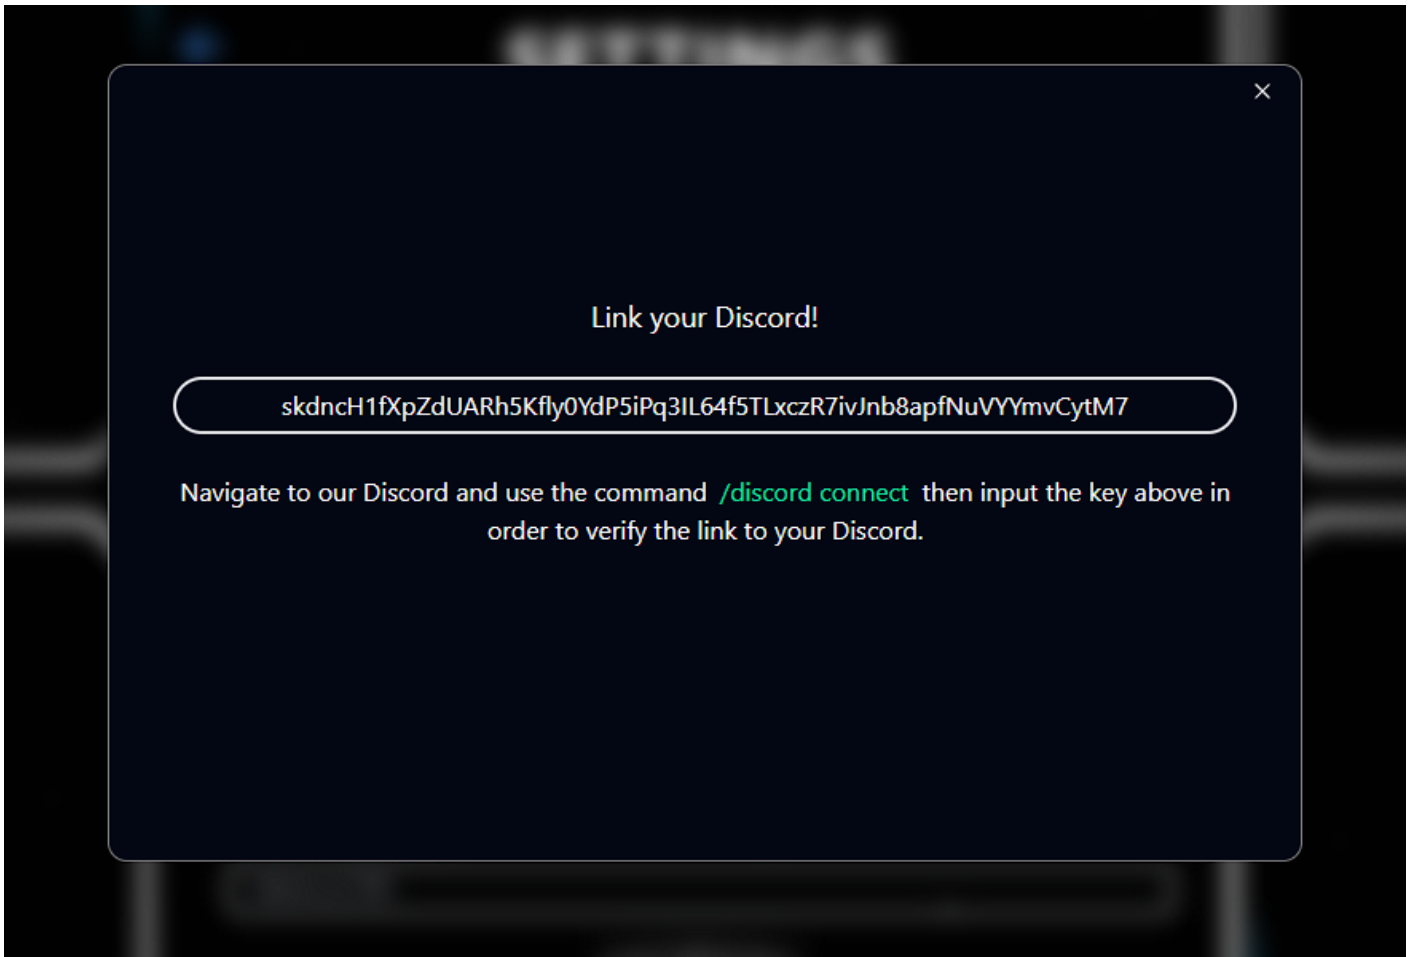 SETTINGS
Link your Discord!
skdncH1fXpZdUARh5Kfly0YdP5iPq3IL64f5TLxczR7ivJnb8apfNuVYYmvCytM7
Navigate to our Discord and use the command /discord connect then input the key above in
order to verify the link to your Discord.